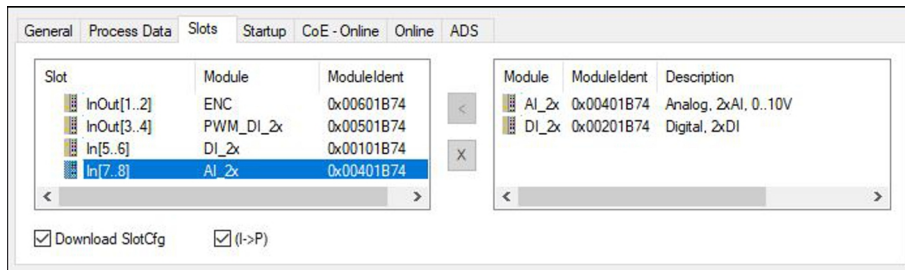 General Process Data Slots Startup CoE - Online Online ADS
Slot Module ModuleIdent
InOut[1..2] ENC 0x00601B74
InOut[3..4] PWM_DI_2x 0x00501B74
In[5..6] DI_2x 0x00101B74
In[7..8] AI_2x 0x00401B74
<
X
Module ModuleIdent Description
AI_2x 0x00401B74 Analog, 2xAI, 0..10V
DI_2x 0x00201B74 Digital, 2xDI
Download SlotCfg (I->P)